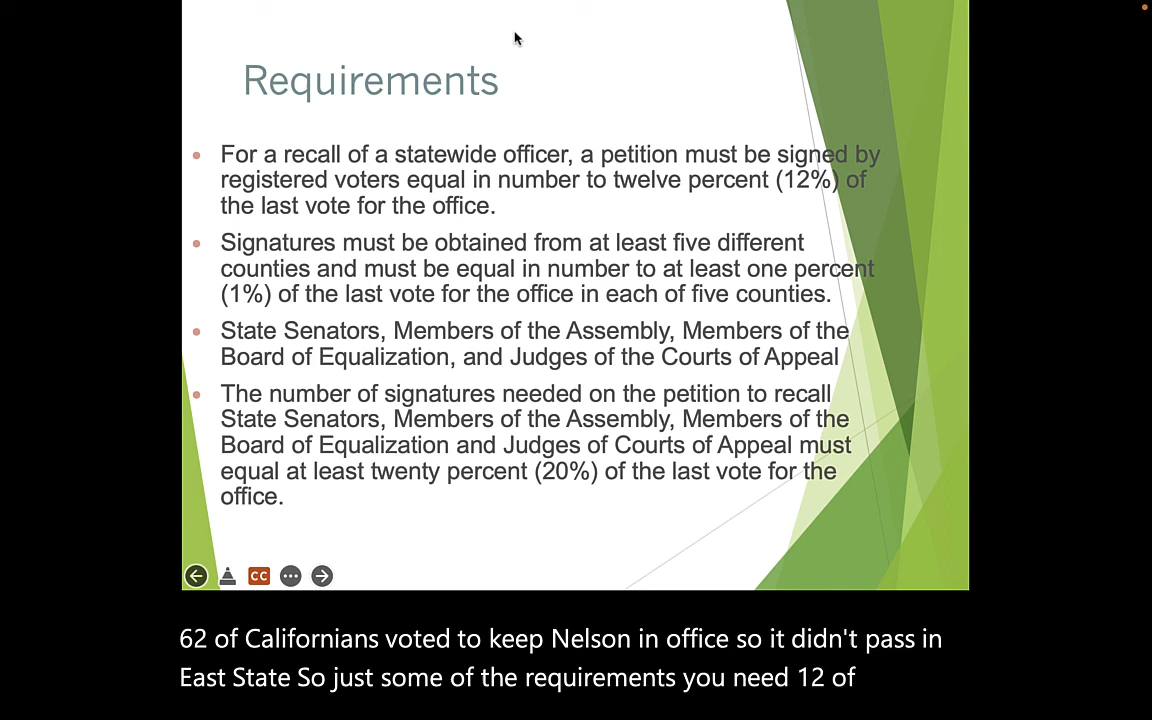 Requirements
For a recall of a statewide officer, a petition must be signed by
registered voters equal in number to twelve percent (12%) of
the last vote for the office.
Signatures must be obtained from at least five different
counties and must be equal in number to at least one percent
(1%) of the last vote for the office in each of five counties.
State Senators, Members of the Assembly, Members of the
Board of Equalization, and Judges of the Courts of Appeal
The number of signatures needed on the petition to recall
State Senators, Members of the Assembly, Members of the
Board of Equalization and Judges of Courts of Appeal must
equal at least twenty percent (20%) of the last vote for the
office.
CC
62 of Californians voted to keep Nelson in office so it didn't pass in
East State So just some of the requirements you need 12 of